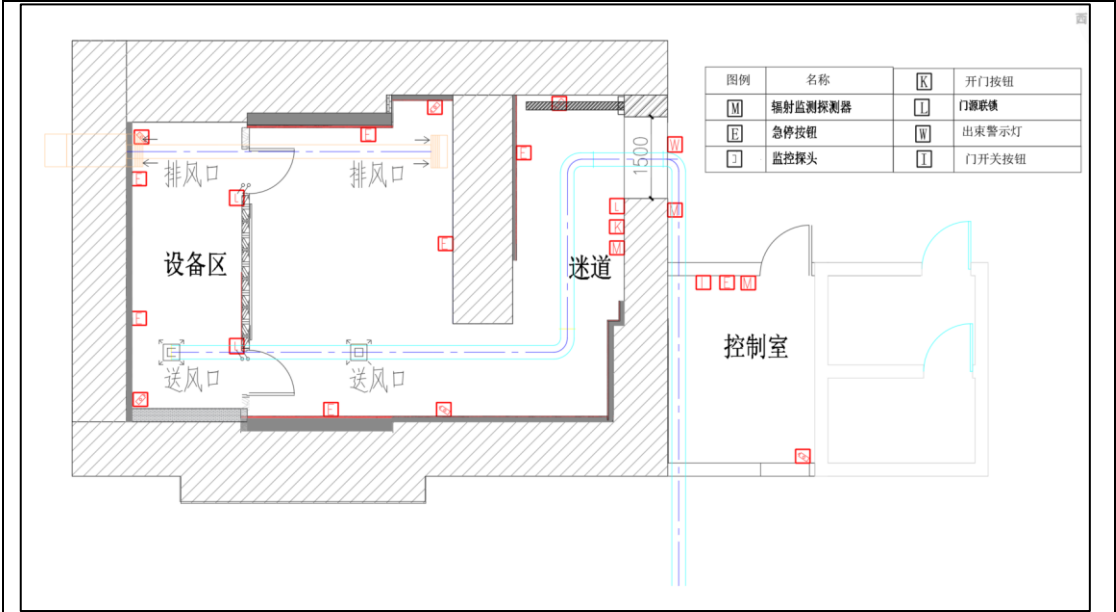 西
图例 名称 K 开门按钮
M 辐射监测探测器 L 门源联锁
E 急停按钮 W 出束警示灯
监控探头 I 门开关按钮
E
W
E
1500
排风口 排风口
E
L
M
L
K
E
M
设备区
迷道
I E M
E
控制室
L
送风口 送风口
E